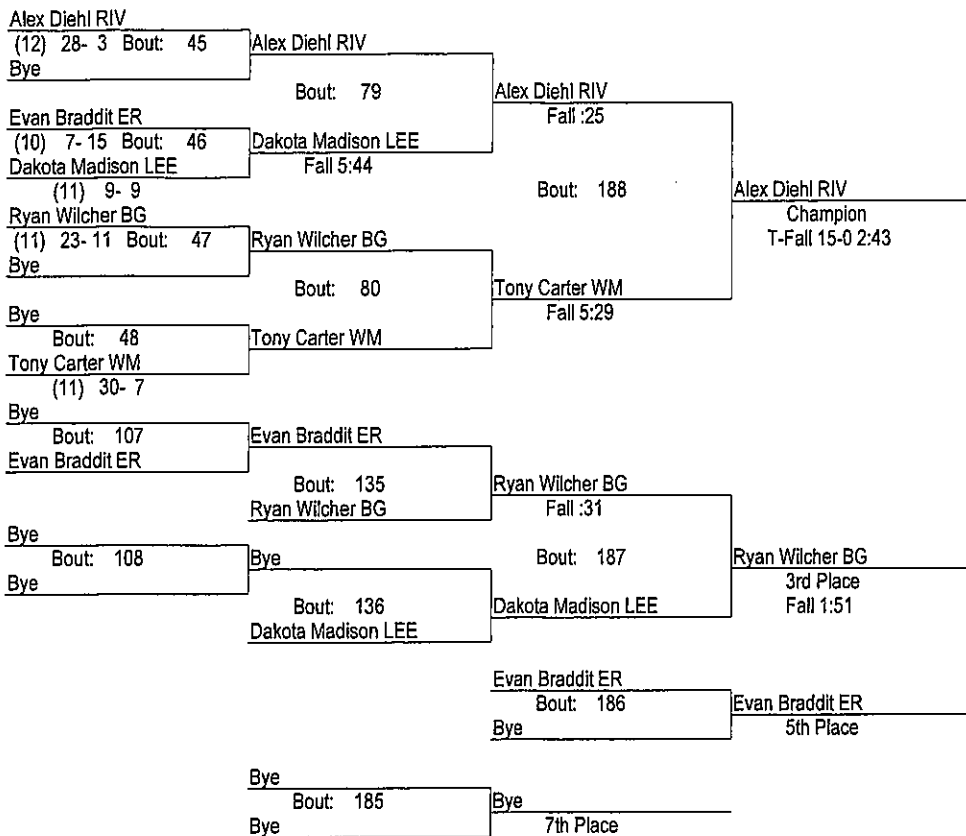 Alex Diehl RIV
(12) 28- 3 Bout: 45
Bye
Alex Diehl RIV
Bout: 79
Evan Braddit ER
(10) 7- 15 Bout: 46
Dakota Madison LEE
(11) 9- 9
Dakota Madison LEE
Fall 5:44
Alex Diehl RIV
Fall :25
Ryan Wilcher BG
(11) 23- 11 Bout: 47
Bye
Ryan Wilcher BG
Bout: 80
Bye
Bout: 48
Tony Carter WM
(11) 30- 7
Tony Carter WM
Tony Carter WM
Fall 5:29
Bout: 188
Alex Diehl RIV
Champion
T-Fall 15-0 2:43
Bye
Bout: 107
Evan Braddit ER
Evan Braddit ER
Bout: 135
Ryan Wilcher BG
Ryan Wilcher BG
Fall :31
Bye
Bout: 108
Bye
Bye
Bout: 136
Dakota Madison LEE
Bout: 187
Dakota Madison LEE
Ryan Wilcher BG
3rd Place
Fall 1:51
Evan Braddit ER
Bout: 186
Bye
Evan Braddit ER
5th Place
Bye
Bout: 185
Bye
Bye
7th Place